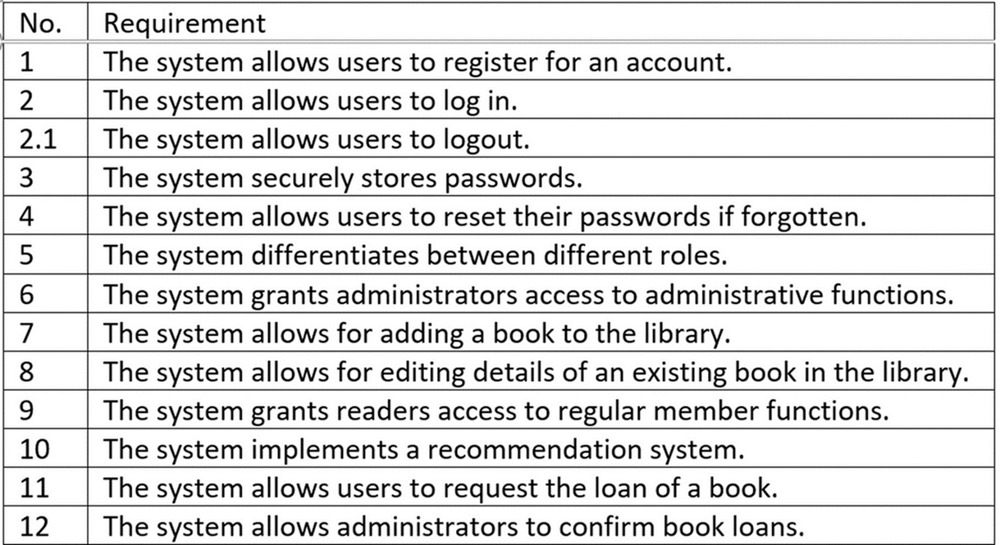 No. Requirement
1 The system allows users to register for an account.
2 The system allows users to log in.
2.1 The system allows users to logout.
3 The system securely stores passwords.
4 The system allows users to reset their passwords if forgotten.
5 The system differentiates between different roles.
6 The system grants administrators access to administrative functions.
7 The system allows for adding a book to the library.
8 The system allows for editing details of an existing book in the library.
9 The system grants readers access to regular member functions.
10 The system implements a recommendation system.
11 The system allows users to request the loan of a book.
12 The system allows administrators to confirm book loans.